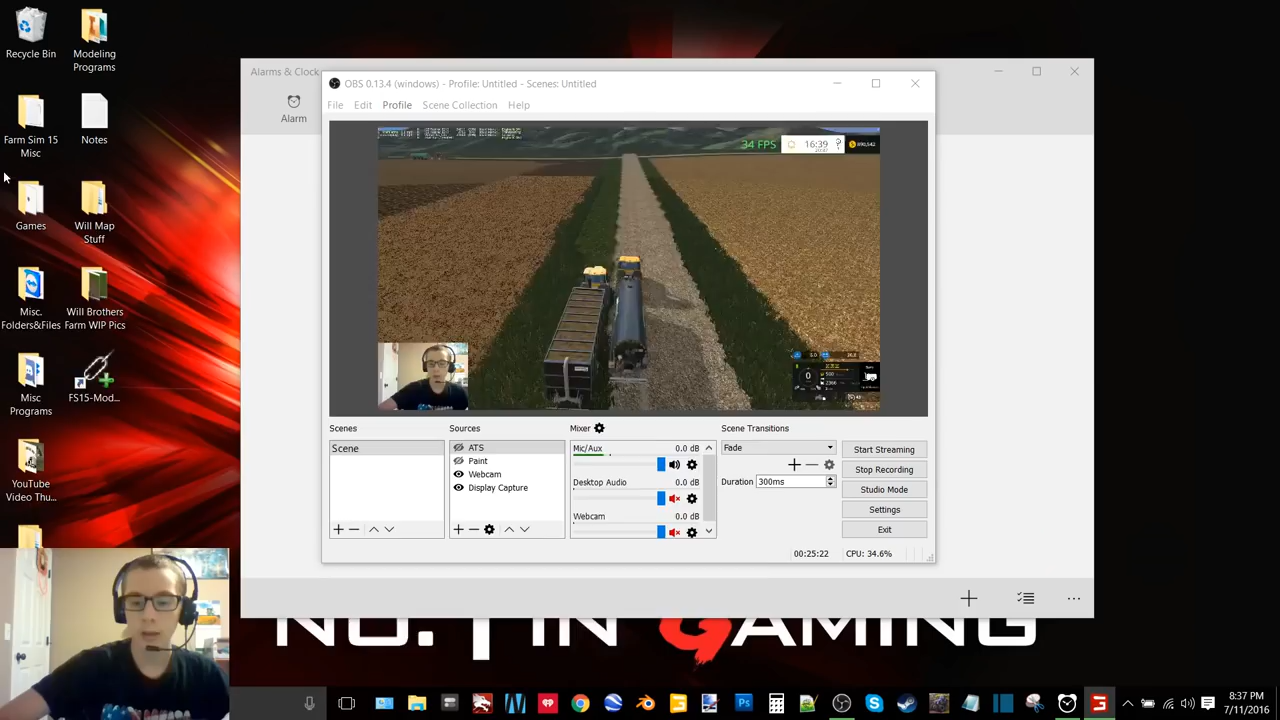 Recycle Bin
Modeling Programs
Farm Sim 15 Misc
Notes
Games
Will Map Stuff
Misc. Folders&Files
Will Brothers Farm WIP Pics
Misc Programs
FS15-Mod...
YouTube Video Thu...
Alarms & Clock
Alarm
OBS 0.13.4 (windows) - Profile: Untitled - Scenes: Untitled
File Edit Profile Scene Collection Help
34 FPS
16:39
Scenes
Scene
Sources
ATS
Paint
Webcam
Display Capture
Mixer
Mic/Aux 0.0 dB
Desktop Audio 0.0 dB
Webcam 0.0 dB
Scene Transitions
Fade
Duration 300ms
Start Streaming
Stop Recording
Studio Mode
Settings
Exit
00:25:22 CPU: 34.6%
NO. 1 IN GAMING
8:37 PM
7/11/2016